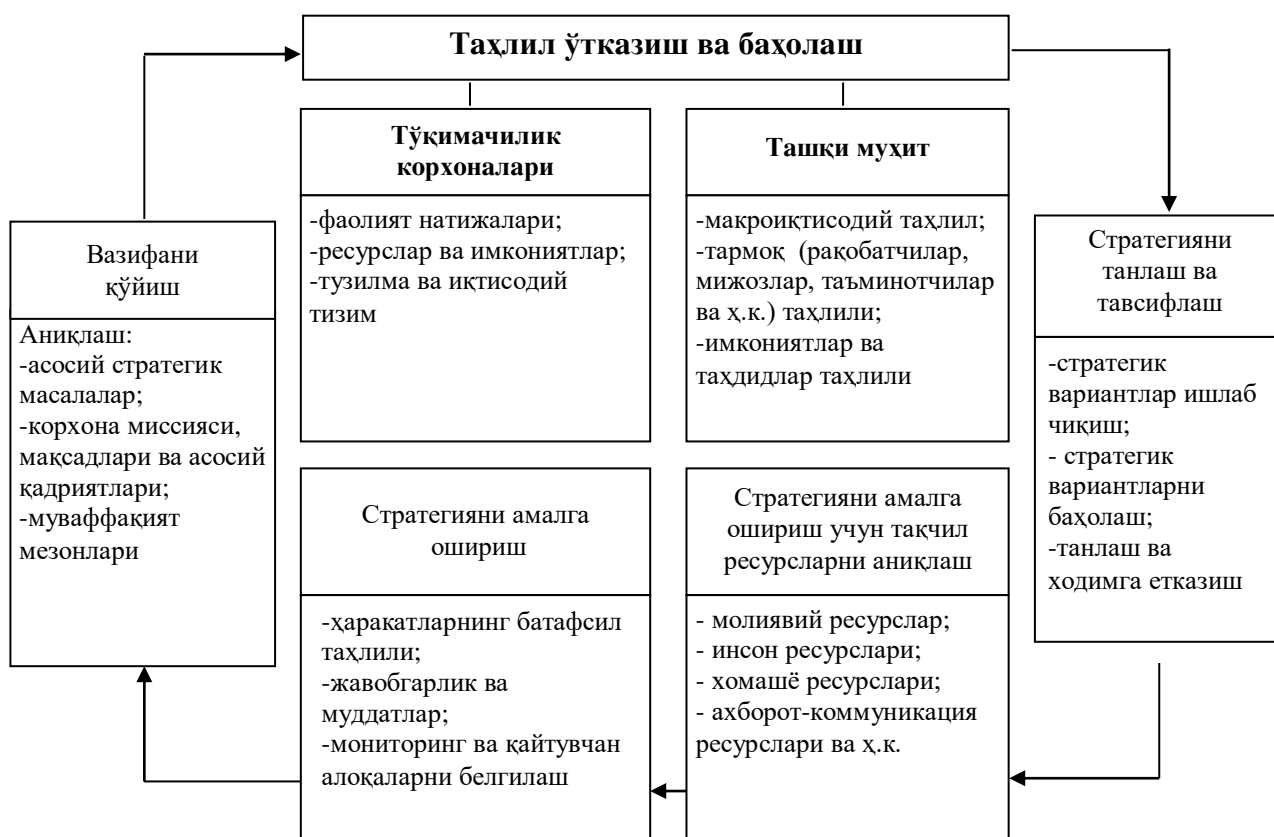 Таҳлил ўтказиш ва баҳолаш
Тўқимачилик
корхоналари
-фаолият натижалари;
-ресурслар ва имкониятлар;
-тузилма ва иқтисодий
тизим
Ташқи муҳит
-макроиқтисодий таҳлил;
-тармоқ (рақобатчилар,
мижозлар, таъминотчилар
ва ҳ.к.) таҳлили;
-имкониятлар ва
таҳдидлар таҳлили
Вазифани
қўйиш
Аниқлаш:
-асосий стратегик
масалалар;
-корхона миссияси,
мақсадлари ва асосий
қадриятлари;
-муваффақият
мезонлари
Стратегияни
танлаш ва
тавсифлаш
-стратегик
вариантлар ишлаб
чиқиш;
- стратегик
вариантларни
баҳолаш;
-танлаш ва
ходимга етказиш
Стратегияни амалга
ошириш
-ҳаракатларнинг батафсил
таҳлили;
-жавобгарлик ва
муддатлар;
-мониторинг ва қайтувчан
алоқаларни белгилаш
Стратегияни амалга
ошириш учун тақчил
ресурсларни аниқлаш
- молиявий ресурслар;
- инсон ресурслари;
- хомашё ресурслари;
- ахборот-коммуникация
ресурслари ва ҳ.к.